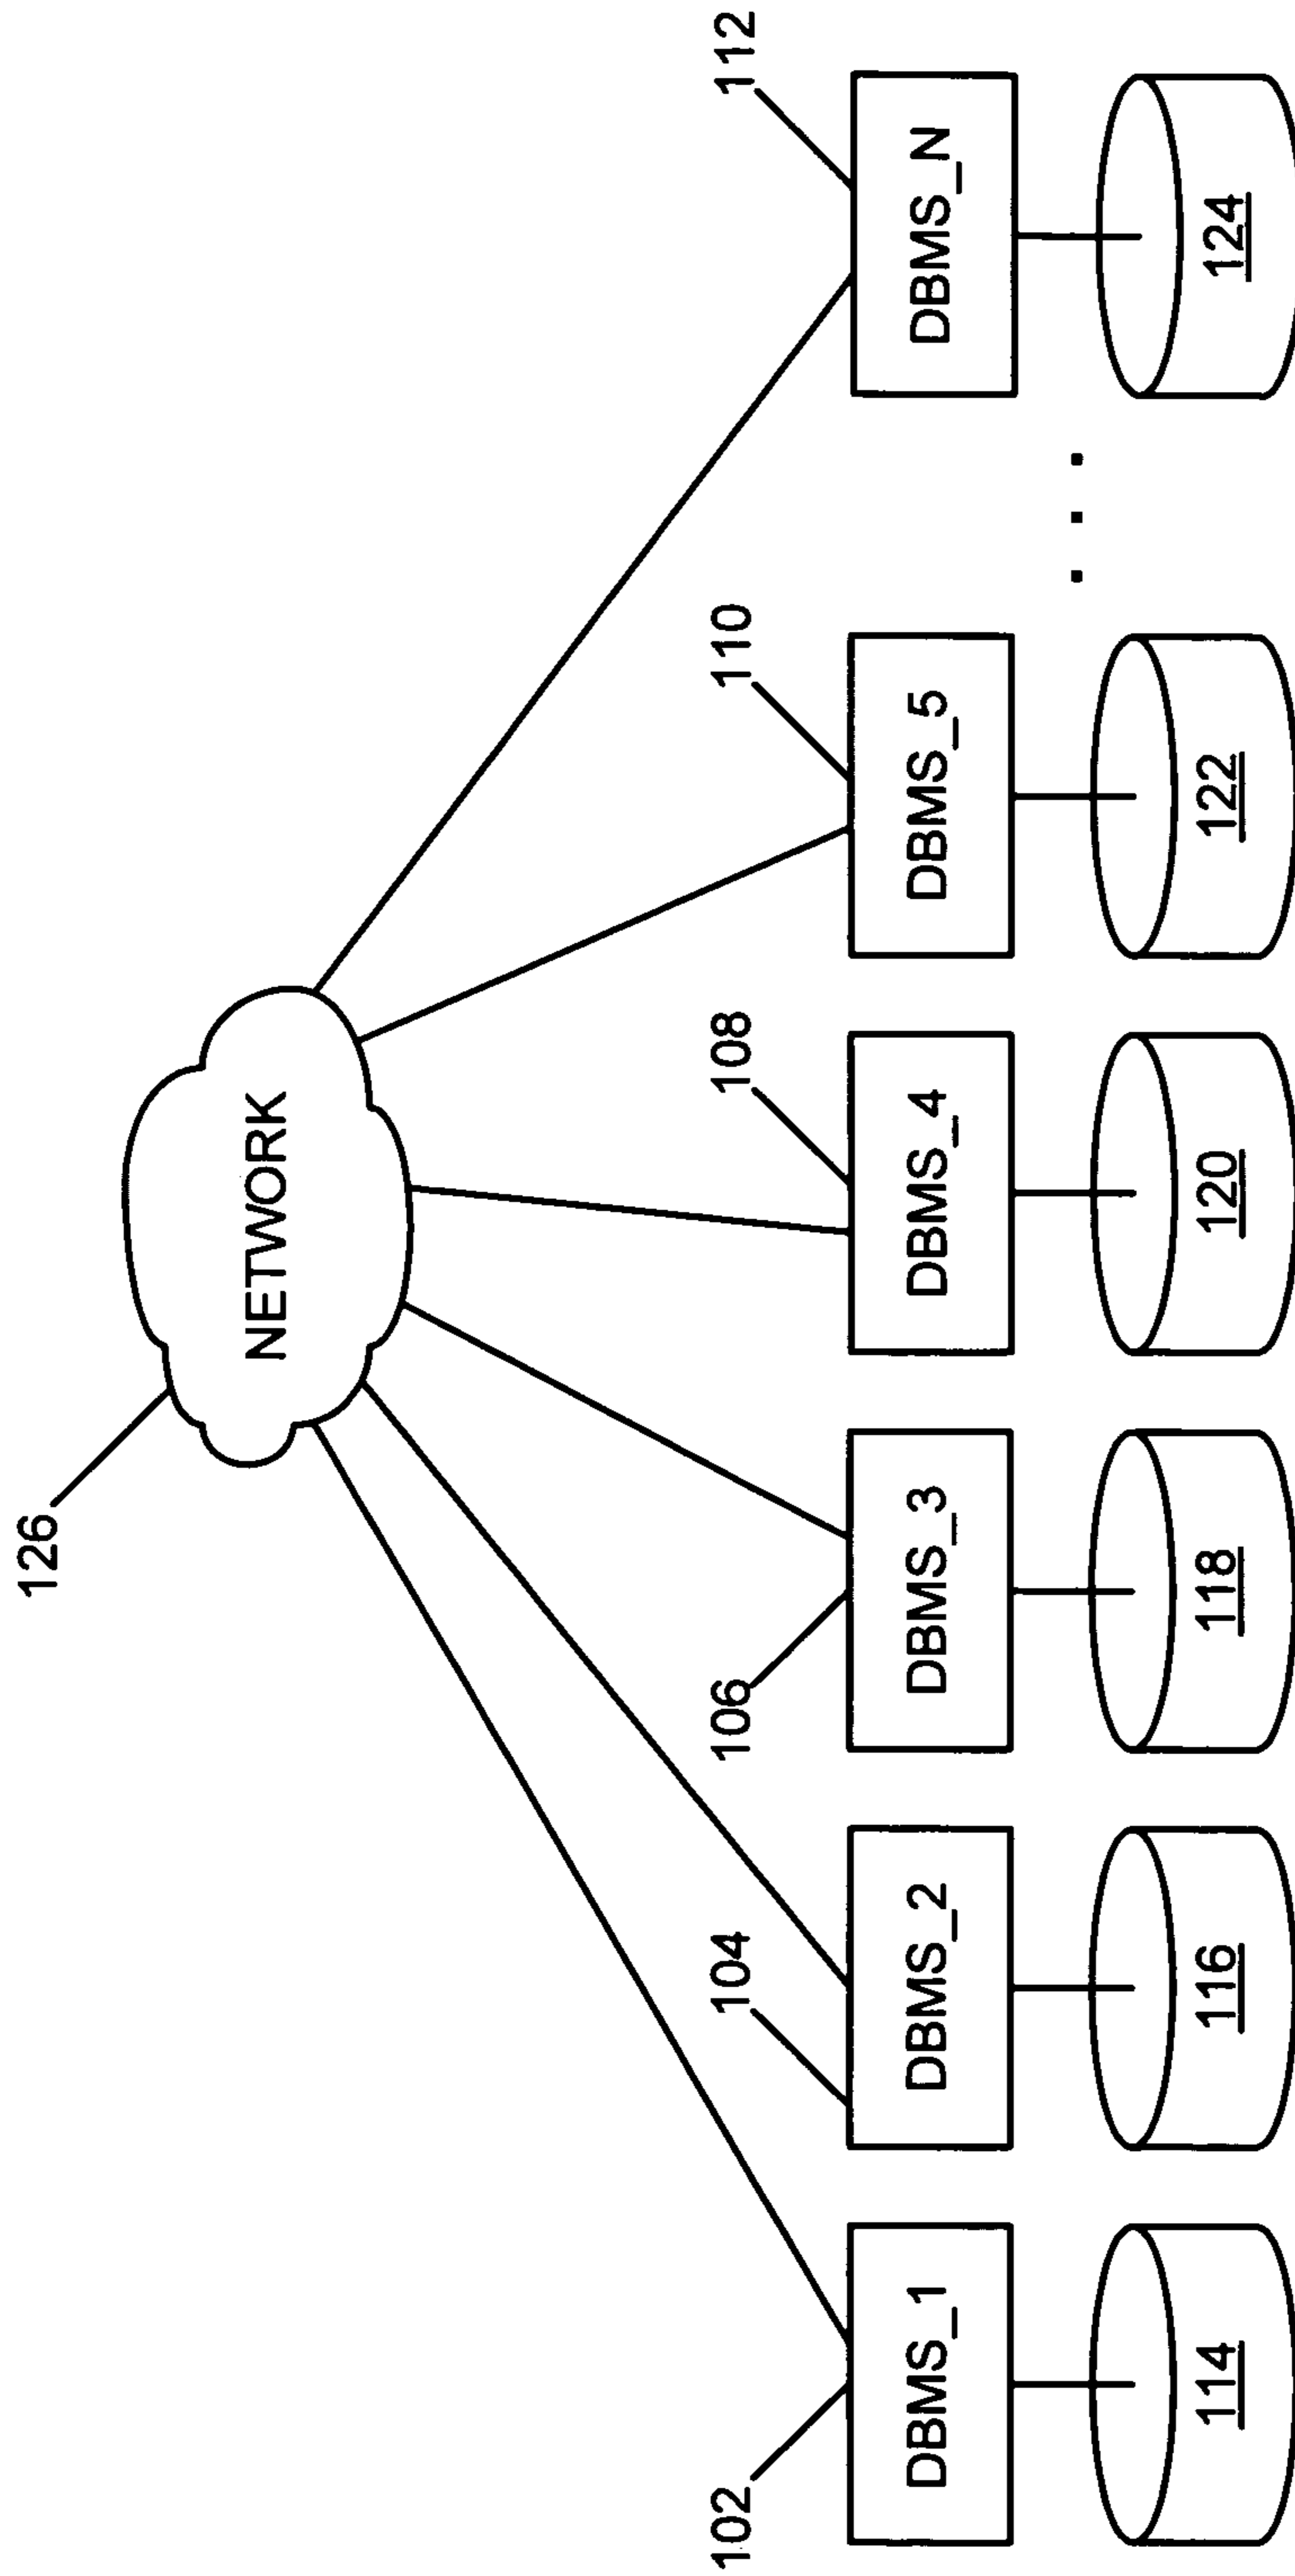 126
NETWORK
102
104
106
108
110
112
DBMS_1
DBMS_2
DBMS_3
DBMS_4
DBMS_5
. . .
DBMS_N
114
116
118
120
122
124